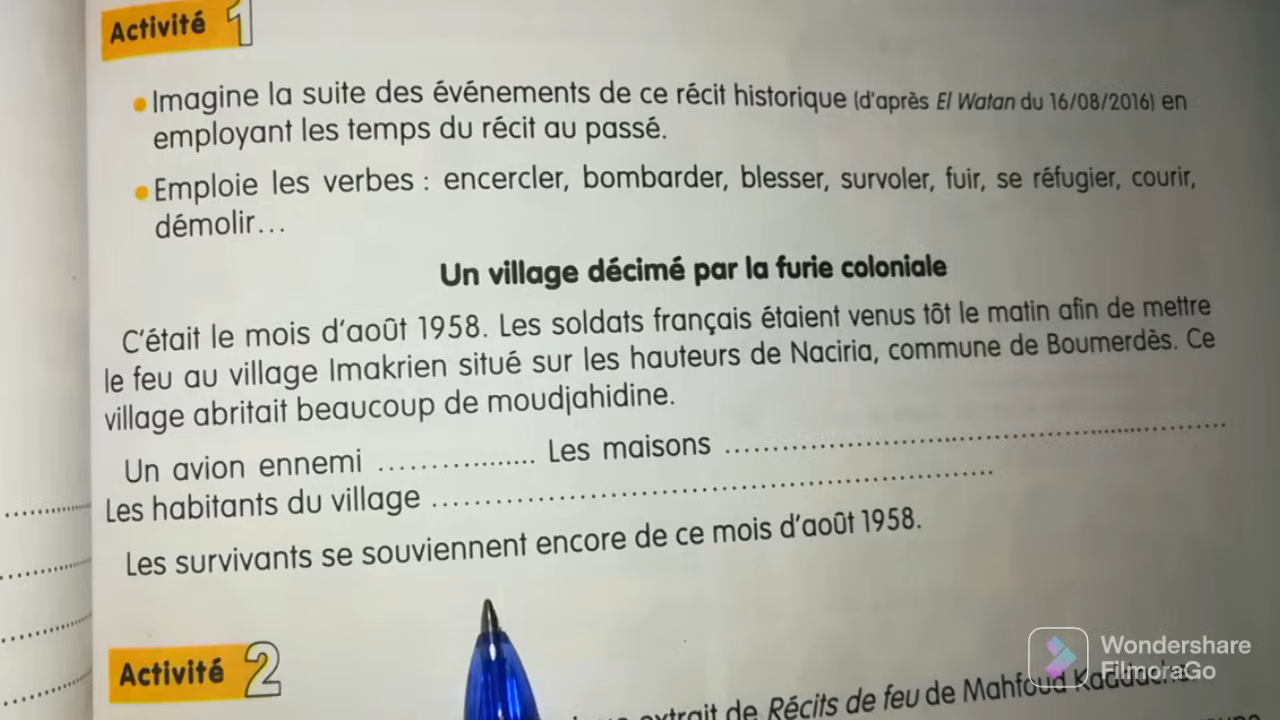 Activité 1
• Imagine la suite des événements de ce récit historique (d'après El Watan du 16/08/2016) en
employant les temps du récit au passé.
• Emploie les verbes : encercler, bombarder, blesser, survoler, fuir, se réfugier, courir,
démolir...
Un village décimé par la furie coloniale
C'était le mois d'août 1958. Les soldats français étaient venus tôt le matin afin de mettre
le feu au village Imakrien situé sur les hauteurs de Naciria, commune de Boumerdès. Ce
village abritait beaucoup de moudjahidine.
Un avion ennemi .................... Les maisons ............................................................
Les habitants du village ............................................................
Les survivants se souviennent encore de ce mois d'août 1958.
Activité 2
extrait de Récits de feu de Mahfoud
Wondershare
FilmoraGo